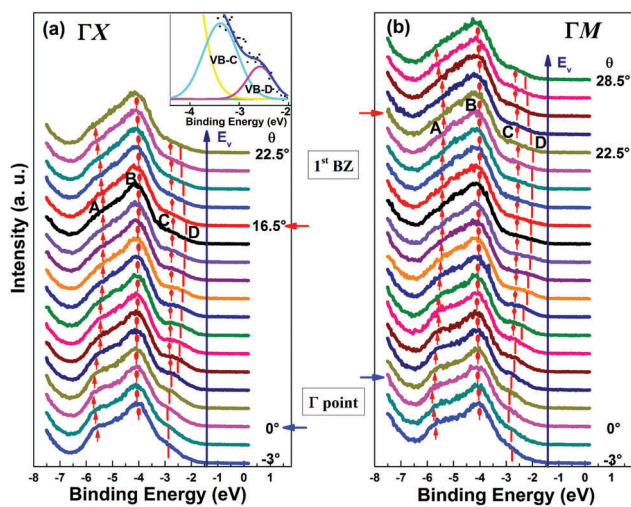 (a) ΓX
VB-C
VB-D
-4 -3 -2
Binding Energy (eV)
E_v
θ
22.5°
A
B
C
D
16.5°
0°
-3°
Intensity (a. u.)
-8 -7 -6 -5 -4 -3 -2 -1 0 1
Binding Energy (eV)
1st BZ
Γ point
(b) ΓM
E_v
θ
28.5°
A
B
C
D
22.5°
0°
-3°
-8 -7 -6 -5 -4 -3 -2 -1 0 1
Binding Energy (eV)